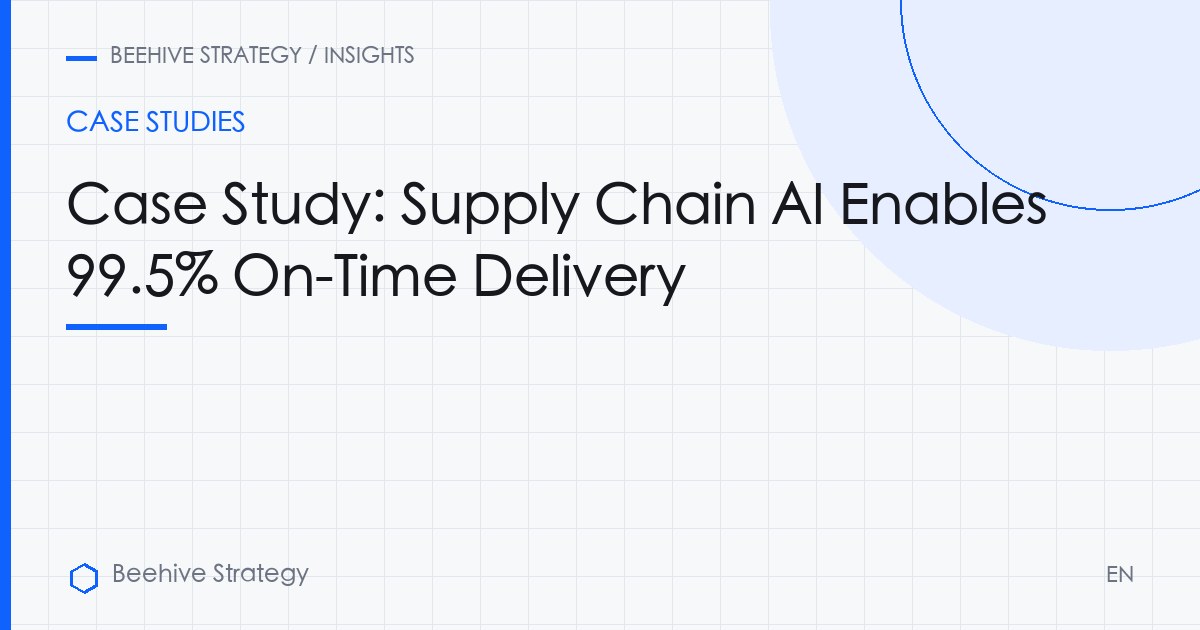 BEEHIVE STRATEGY / INSIGHTS
CASE STUDIES
Case Study: Supply Chain AI Enables
99.5% On-Time Delivery
Beehive Strategy
EN